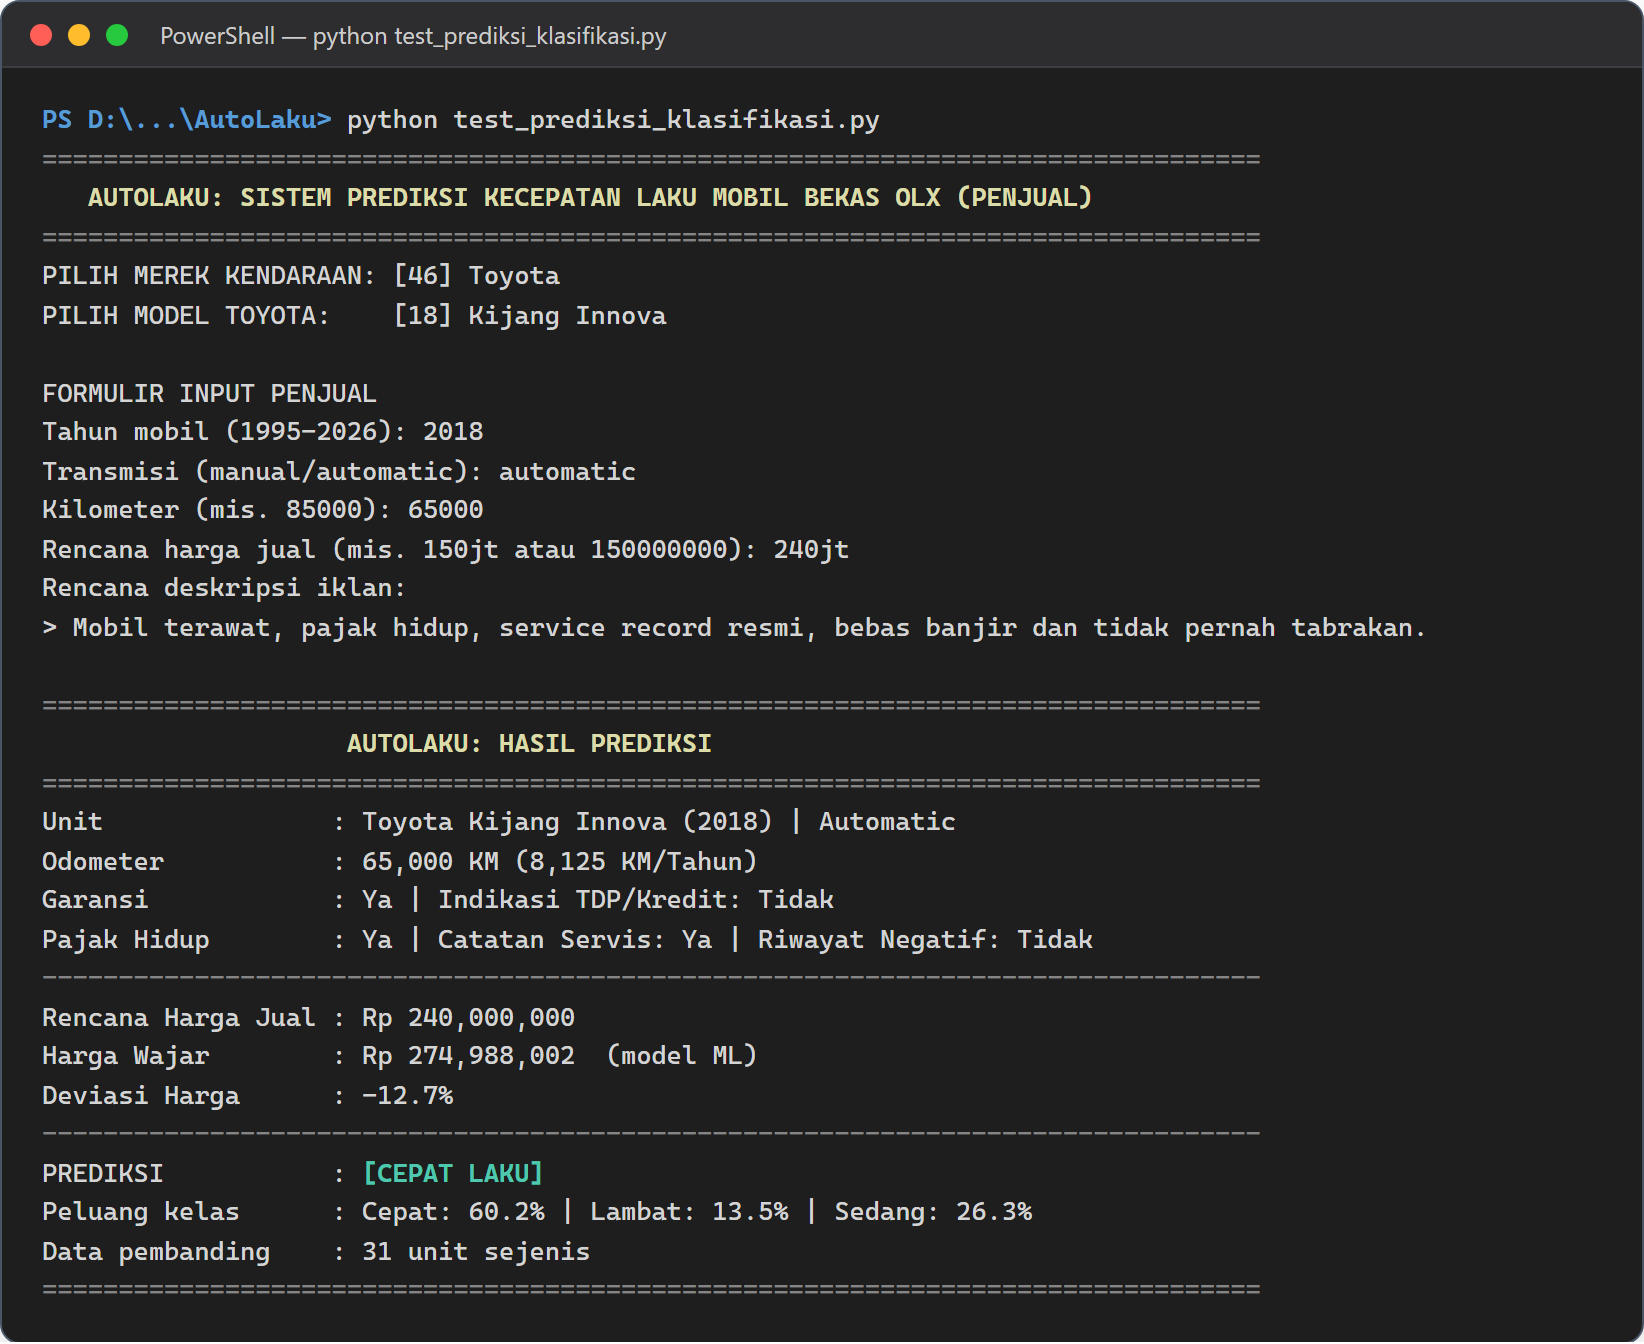 PowerShell — python test_prediksi_klasifikasi.py
PS D:\...\AutoLaku> python test_prediksi_klasifikasi.py
================================================================================
AUTOLAKU: SISTEM PREDIKSI KECEPATAN LAKU MOBIL BEKAS OLX (PENJUAL)
================================================================================
PILIH MEREK KENDARAAN: [46] Toyota
PILIH MODEL TOYOTA:    [18] Kijang Innova
FORMULIR INPUT PENJUAL
Tahun mobil (1995-2026): 2018
Transmisi (manual/automatic): automatic
Kilometer (mis. 85000): 65000
Rencana harga jual (mis. 150jt atau 150000000): 240jt
Rencana deskripsi iklan:
> Mobil terawat, pajak hidup, service record resmi, bebas banjir dan tidak pernah tabrakan.
================================================================================
AUTOLAKU: HASIL PREDIKSI
================================================================================
Unit               : Toyota Kijang Innova (2018) | Automatic
Odometer           : 65,000 KM (8,125 KM/Tahun)
Garansi            : Ya | Indikasi TDP/Kredit: Tidak
Pajak Hidup        : Ya | Catatan Servis: Ya | Riwayat Negatif: Tidak
--------------------------------------------------------------------------------
Rencana Harga Jual : Rp 240,000,000
Harga Wajar        : Rp 274,988,002  (model ML)
Deviasi Harga      : -12.7%
--------------------------------------------------------------------------------
PREDIKSI           : [CEPAT LAKU]
Peluang kelas      : Cepat: 60.2% | Lambat: 13.5% | Sedang: 26.3%
Data pembanding    : 31 unit sejenis
================================================================================